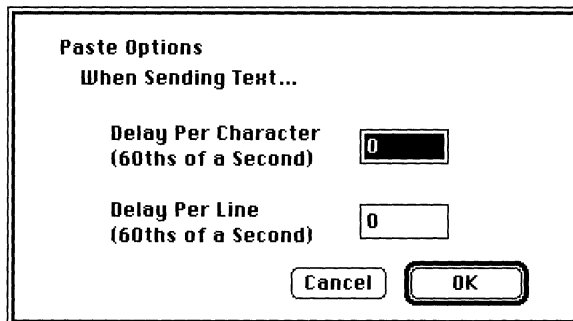 Paste Options
When Sending Text...
Delay Per Character
(60ths of a Second)
0
Delay Per Line
(60ths of a Second)
0
Cancel
OK